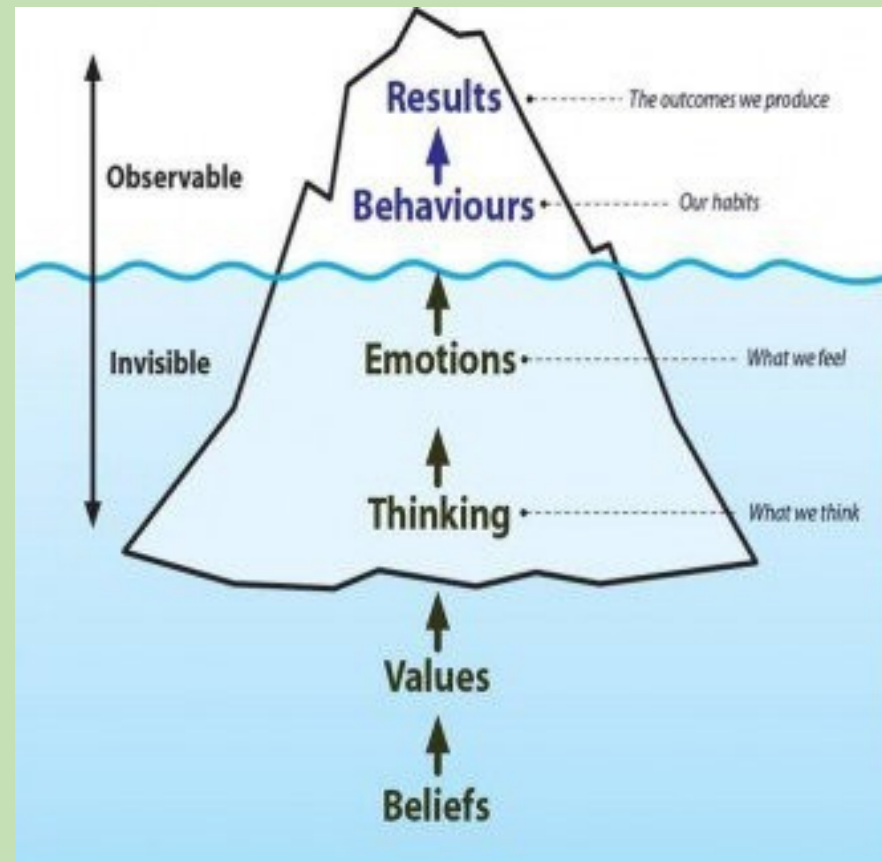 Results
The outcomes we produce
Observable
Behaviours
Our habits
Invisible
Emotions
What we feel
Thinking
What we think
Values
Beliefs